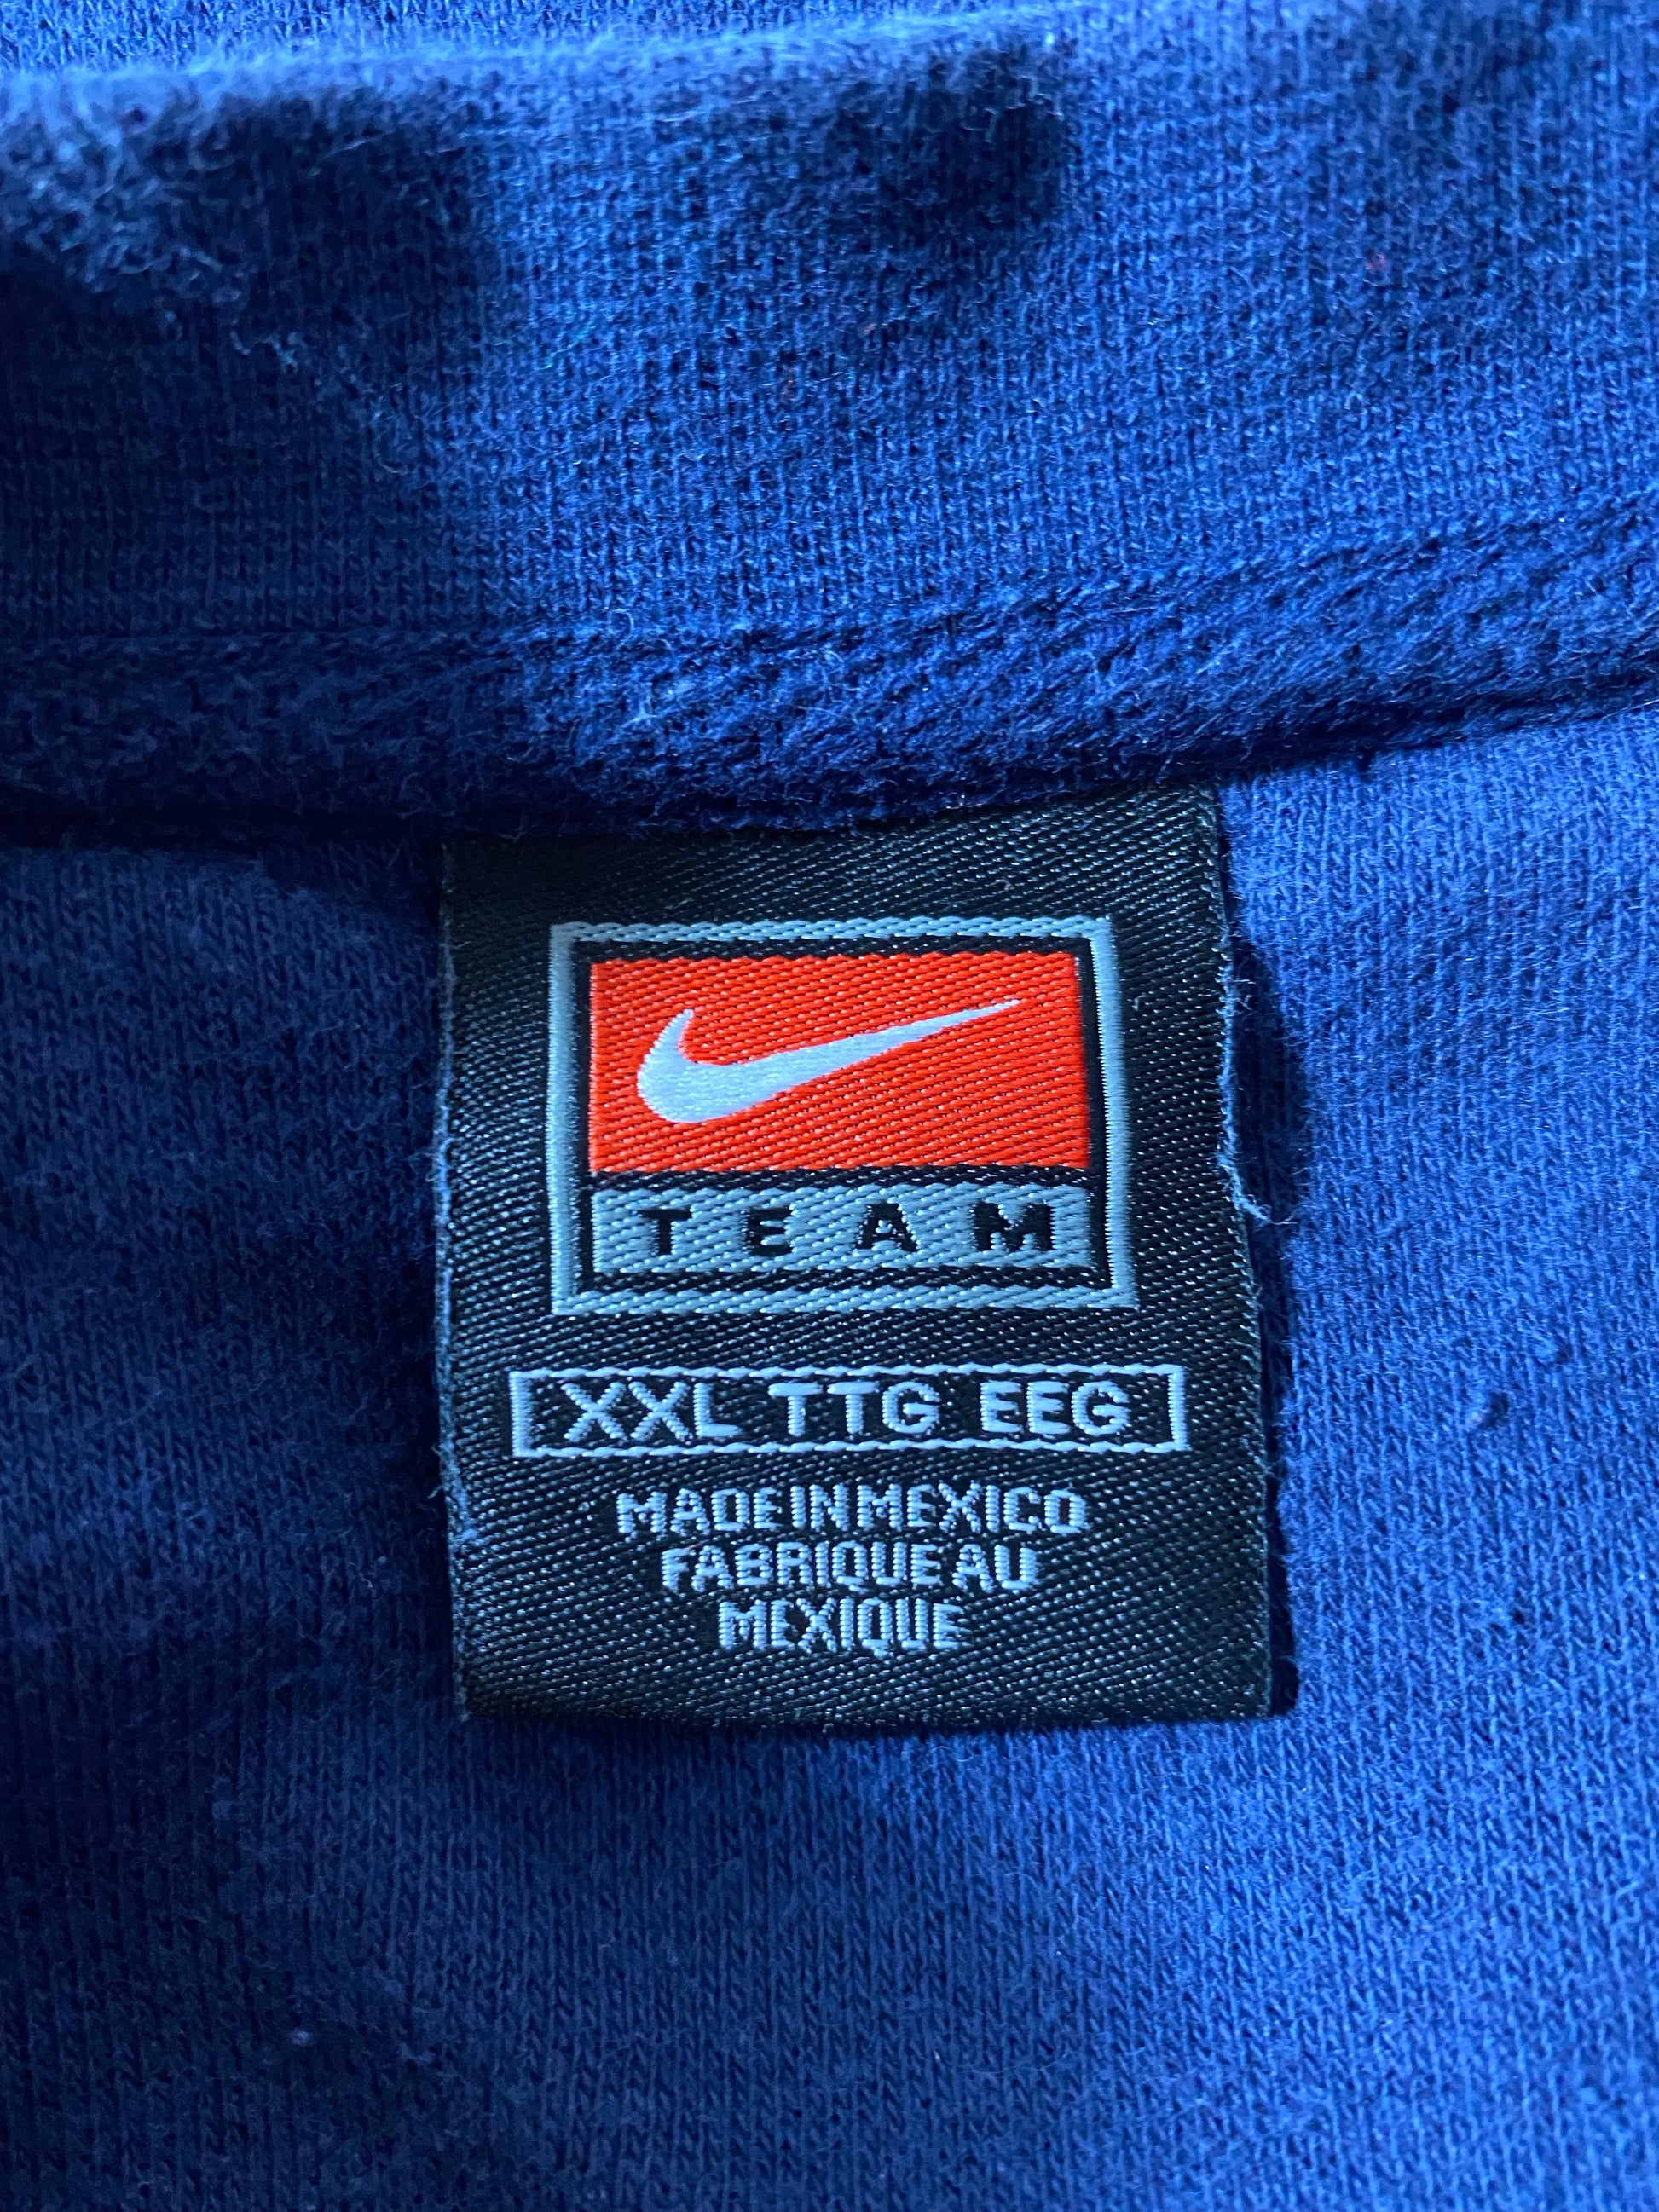 TEAM
XXL TTG EEG
MADE IN MEXICO
FABRIQUE AU
MEXIQUE